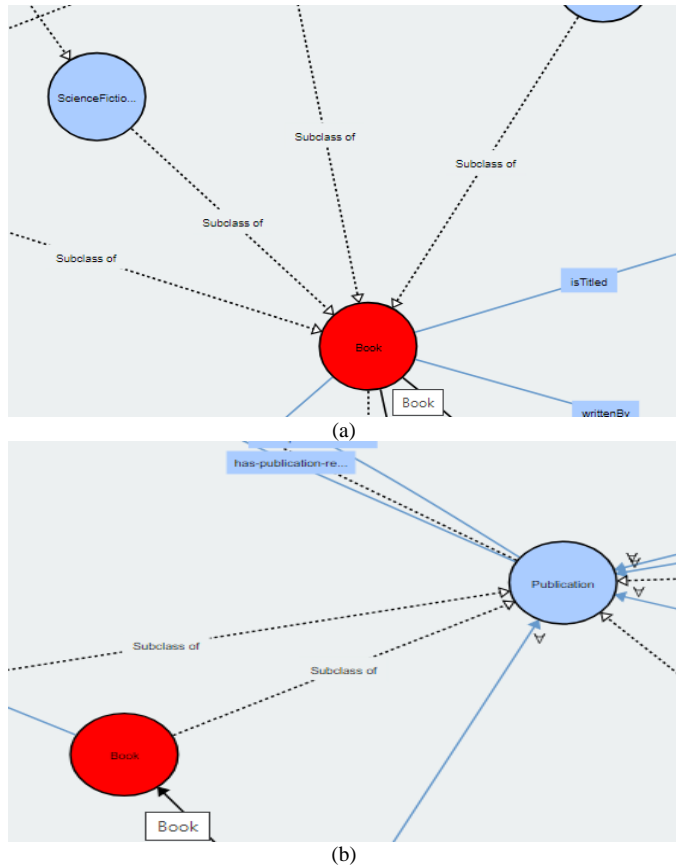 ScienceFictio...
Subclass of
Subclass of
Subclass of
Subclass of
isTitled
Book
Book
writtenBy
(a)
has-publication-re...
Publication
Subclass of
Subclass of
Book
Book
(b)